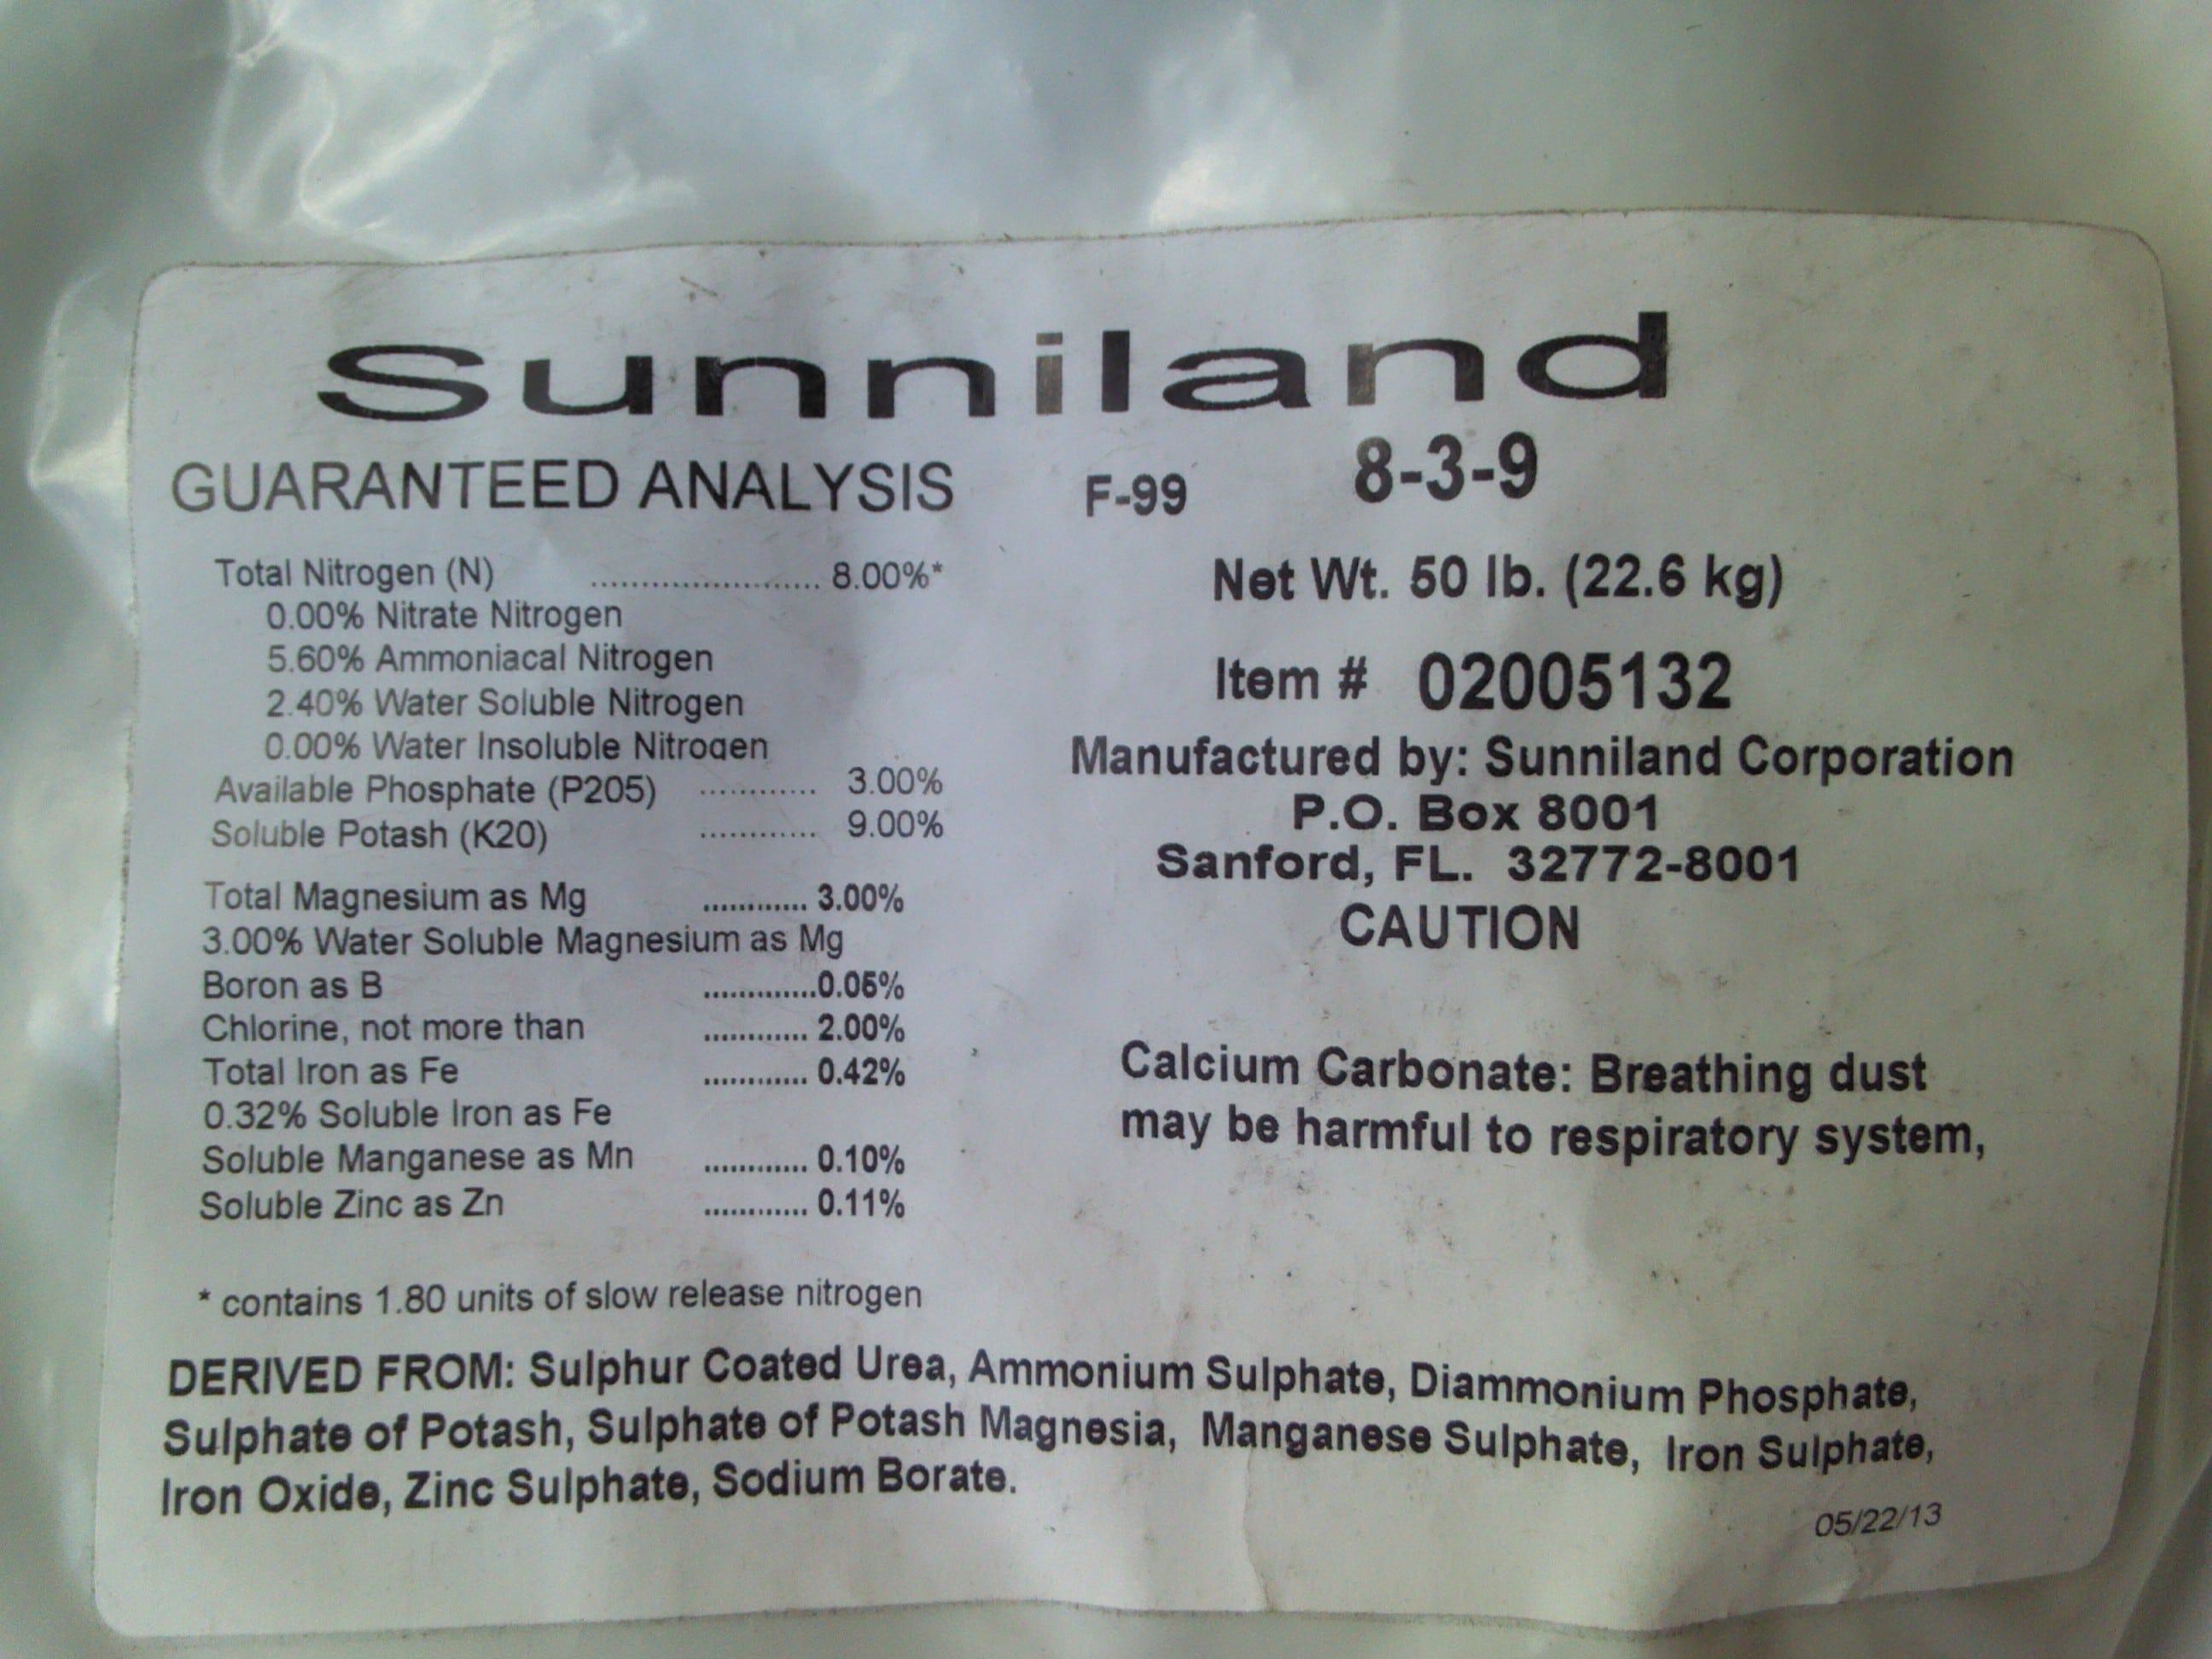 Sunniland
GUARANTEED ANALYSIS
F-99
8-3-9
Total Nitrogen (N) ........................ 8.00%*
0.00% Nitrate Nitrogen
5.60% Ammoniacal Nitrogen
2.40% Water Soluble Nitrogen
0.00% Water Insoluble Nitrogen
Available Phosphate (P205) ............ 3.00%
Soluble Potash (K20) ............ 9.00%
Total Magnesium as Mg ............ 3.00%
3.00% Water Soluble Magnesium as Mg
Boron as B .............
Chlorine, not more than ............ 2.00%
Total Iron as Fe ............ 0.42%
0.32% Soluble Iron as Fe
Soluble Manganese as Mn ............ 0.10%
Soluble Zinc as Zn ............ 0.11%
* contains 1.80 units of slow release nitrogen
Net Wt. 50 lb. (22.6 kg)
Item # 02005132
Manufactured by: Sunniland Corporation
P.O. Box 8001
Sanford, FL. 32772-8001
CAUTION
Calcium Carbonate: Breathing dust
may be harmful to respiratory system,
DERIVED FROM: Sulphur Coated Urea, Ammonium Sulphate, Diammonium Phosphate,
Sulphate of Potash, Sulphate of Potash Magnesia, Manganese Sulphate, Iron Sulphate,
Iron Oxide, Zinc Sulphate, Sodium Borate.
05/22/13